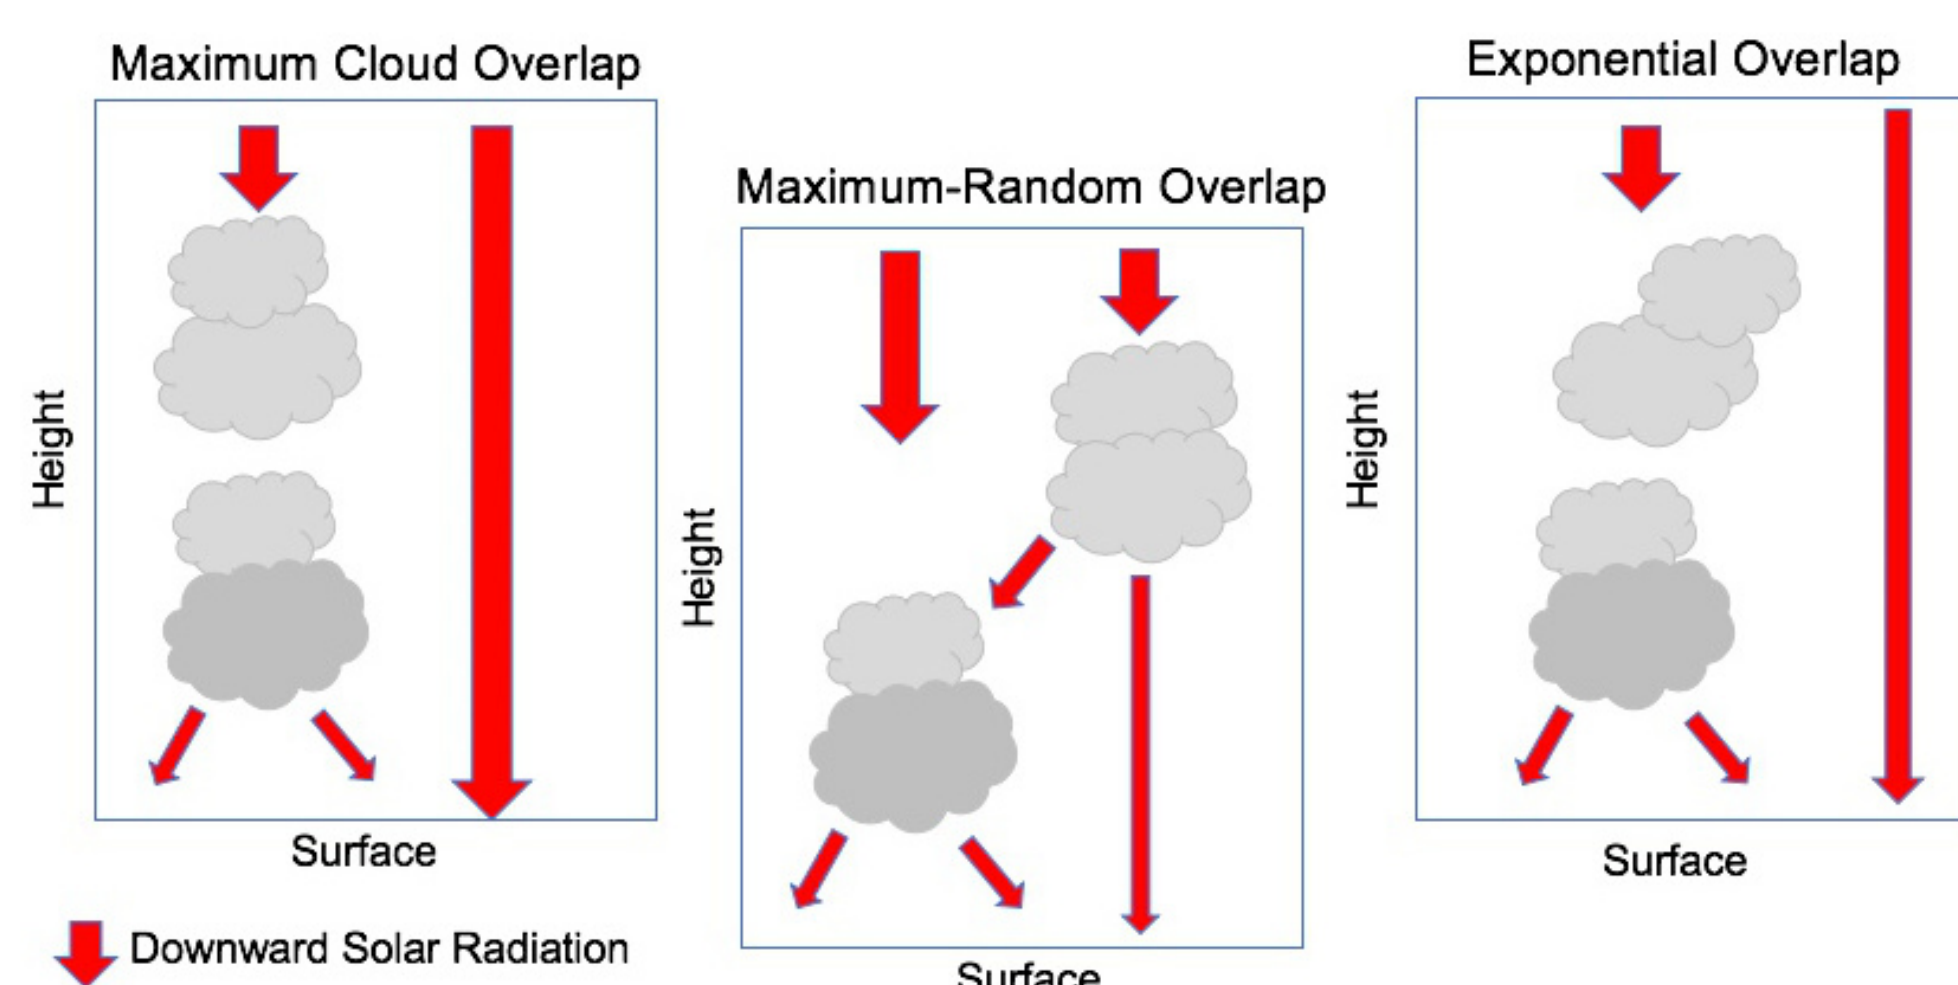 Maximum Cloud Overlap
Height
Surface
Downward Solar Radiation
Maximum-Random Overlap
Height
Surface
Exponential Overlap
Height
Surface